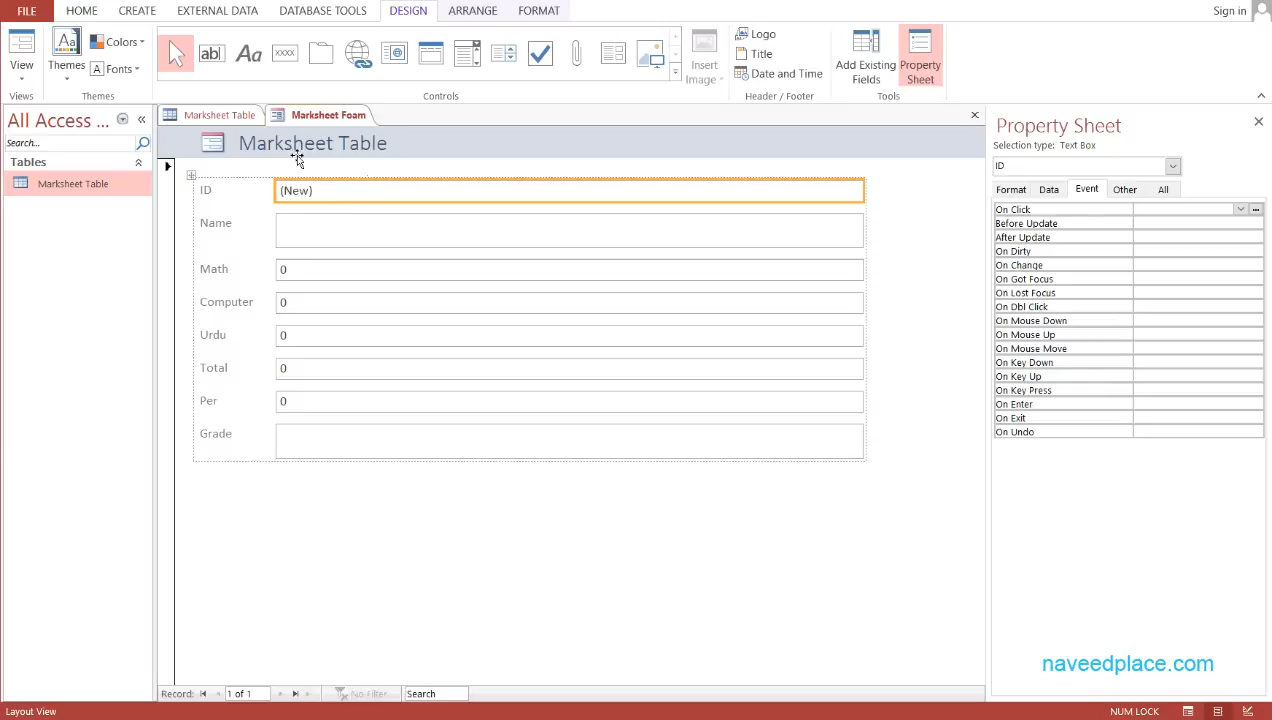 FILE HOME CREATE EXTERNAL DATA DATABASE TOOLS DESIGN ARRANGE FORMAT Sign in
View
Views
Themes
Colors
Fonts
Themes
ab|
Aa
XXXX
Controls
Insert
Image
Logo
Title
Date and Time
Header / Footer
Add Existing
Fields
Property
Sheet
Tools
All Access ...
Search...
Tables
Marksheet Table
Marksheet Table Marksheet Foam
Marksheet Table
ID (New)
Name
Math 0
Computer 0
Urdu 0
Total 0
Per 0
Grade
Property Sheet
Selection type: Text Box
ID
Format Data Event Other All
On Click
Before Update
After Update
On Dirty
On Change
On Got Focus
On Lost Focus
On Dbl Click
On Mouse Down
On Mouse Up
On Mouse Move
On Key Down
On Key Up
On Key Press
On Enter
On Exit
On Undo
naveedplace.com
Record: 1 of 1 No Filter Search
Layout View NUM LOCK